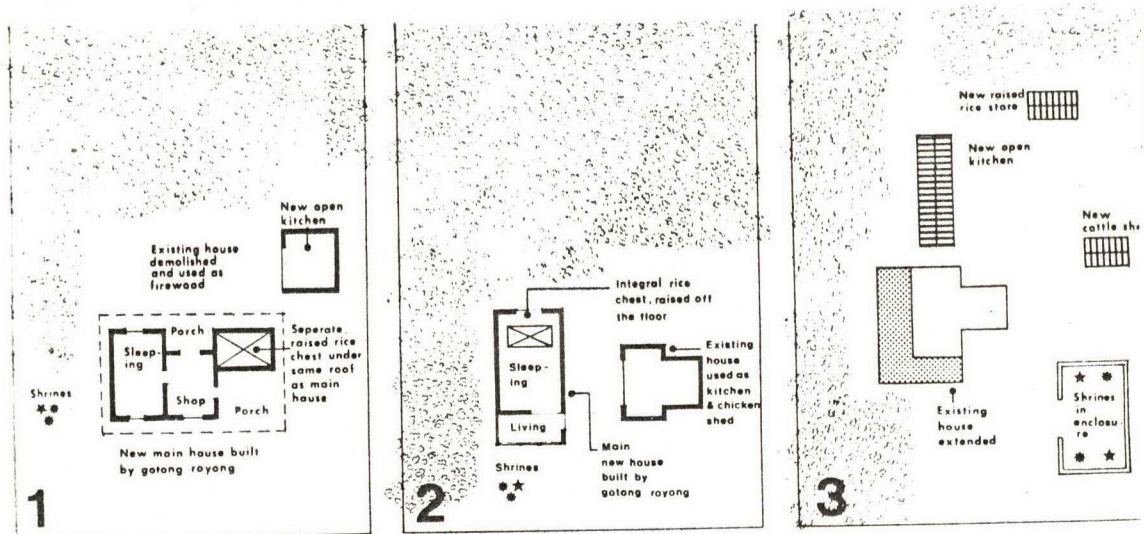 New open
kitchen
Existing house
demolished
and used as
firewood
Porch
Sleep-
ing
Seperate
raised rice
chest under
same roof
as main
house
Shrines
Shop
Porch
New main house built
by gotong royong
1
Integral rice
chest, raised off
the floor
Existing
house
used as
kitchen
& chicken
shed
Sleep-
ing
Living
Main
new house
built by
gotong royong
Shrines
2
New raised
rice store
New open
kitchen
New
cattle she
Existing
house
extended
Shrines
in
enclosu-
re
3